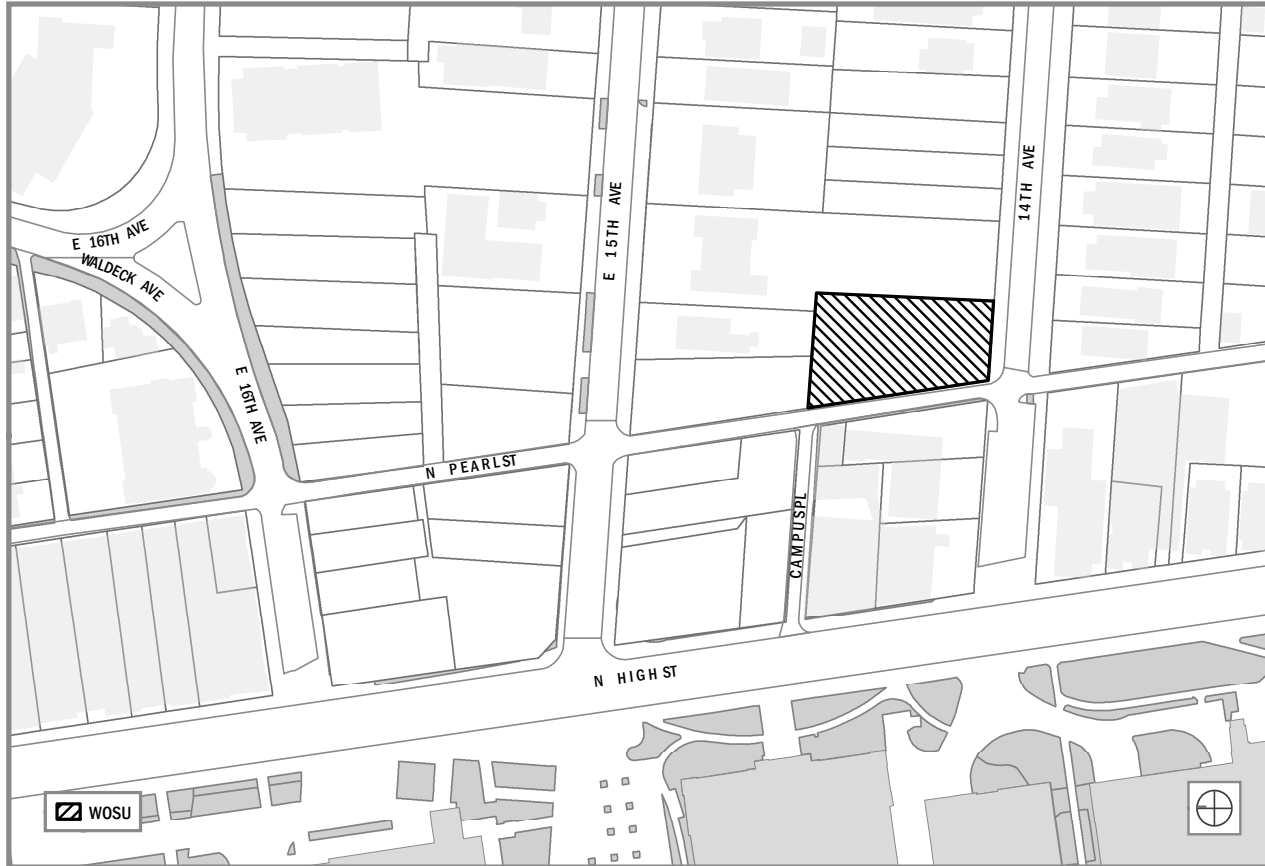 E 16TH AVE
WALDECK AVE
E 15TH AVE
14TH AVE
E 16TH AVE
N PEARL ST
CAMPUS PL
N HIGH ST
WOSU